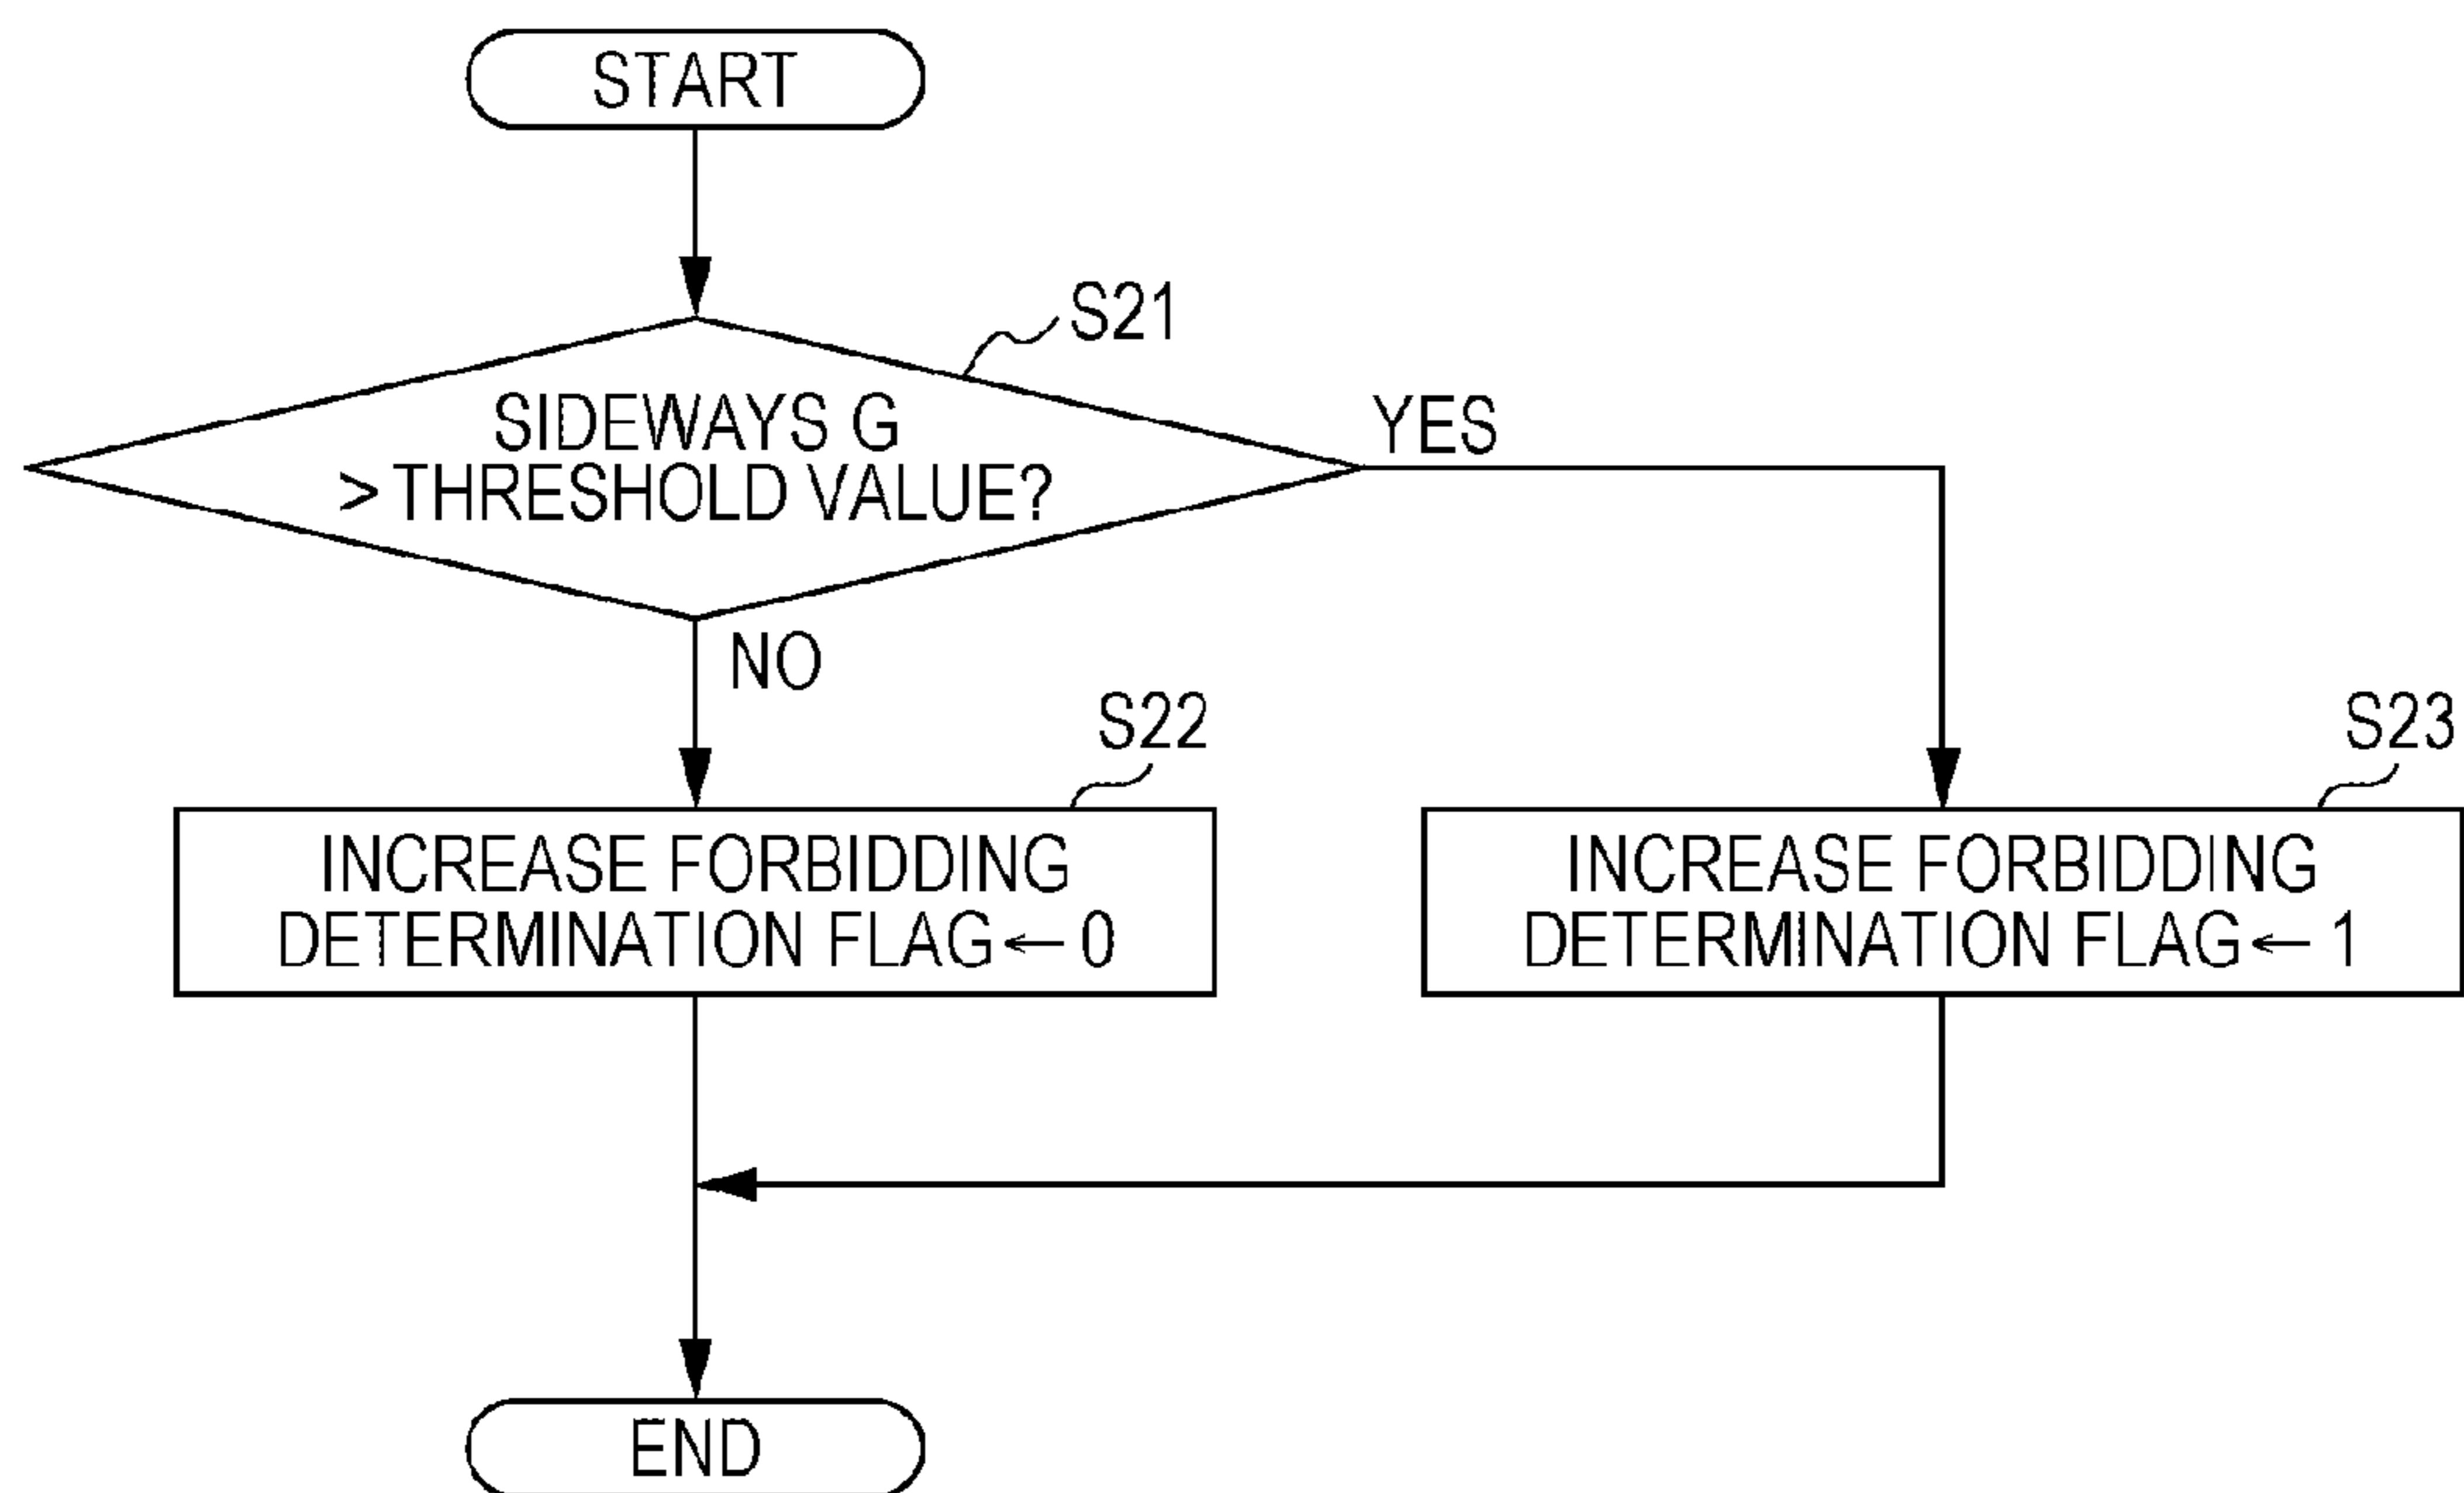 START
S21
SIDEWAYS G
> THRESHOLD VALUE?
YES
NO
S22
INCREASE FORBIDDING
DETERMINATION FLAG ← 0
S23
INCREASE FORBIDDING
DETERMINATION FLAG ← 1
END